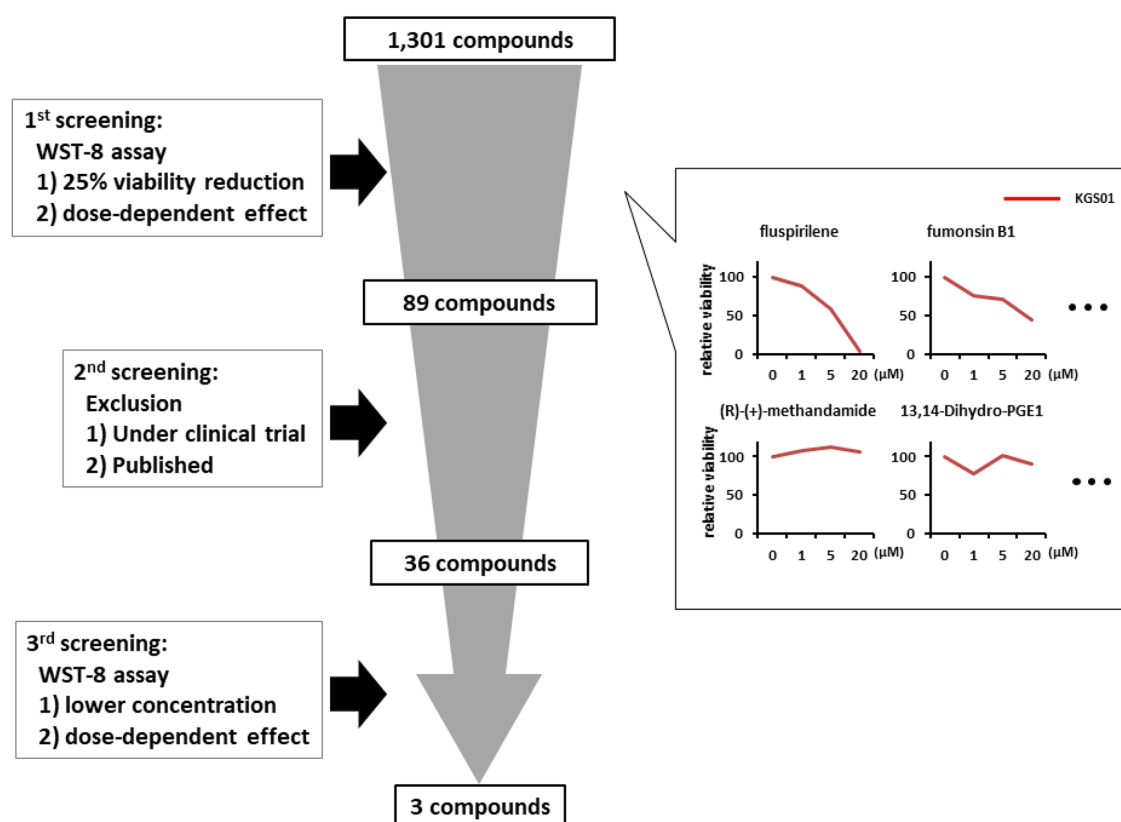 1,301 compounds
1st screening:
WST-8 assay
1) 25% viability reduction
2) dose-dependent effect
89 compounds
2nd screening:
Exclusion
1) Under clinical trial
2) Published
36 compounds
3rd screening:
WST-8 assay
1) lower concentration
2) dose-dependent effect
3 compounds
KGS01
fluspirilene
relative viability
100
50
0
0 1 5 20 (μM)
fumonsin B1
100
50
0
0 1 5 20 (μM)
• • •
(R)-(+)-methandamide
relative viability
100
50
0
0 1 5 20 (μM)
13,14-Dihydro-PGE1
100
50
0
0 1 5 20 (μM)
• • •